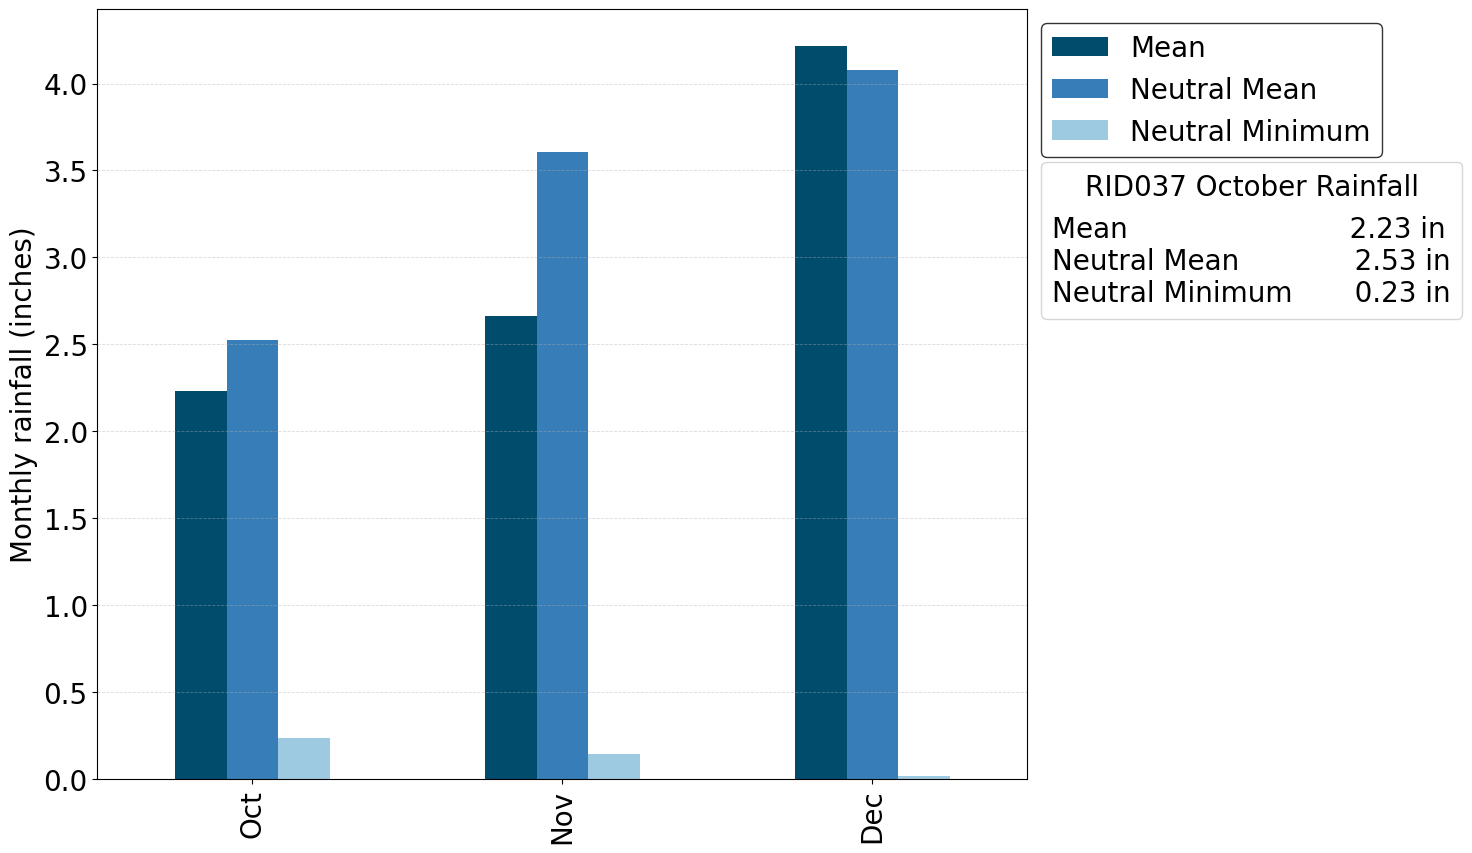 Monthly rainfall (inches)
4.0
3.5
3.0
2.5
2.0
1.5
1.0
0.5
0.0
Oct
Nov
Dec
Mean
Neutral Mean
Neutral Minimum
RID037 October Rainfall
Mean 2.23 in
Neutral Mean 2.53 in
Neutral Minimum 0.23 in